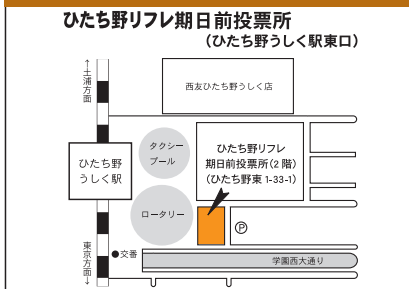 ひたち野リフレ期日前投票所
(ひたち野うしく駅東口)
←土浦方面
西友ひたち野うしく店
タクシー
プール
ひたち野リフレ
期日前投票所(2階)
(ひたち野東 1-33-1)
ひたち野
うしく駅
ロータリー
P
●交番
東京方面→
学園西大通り